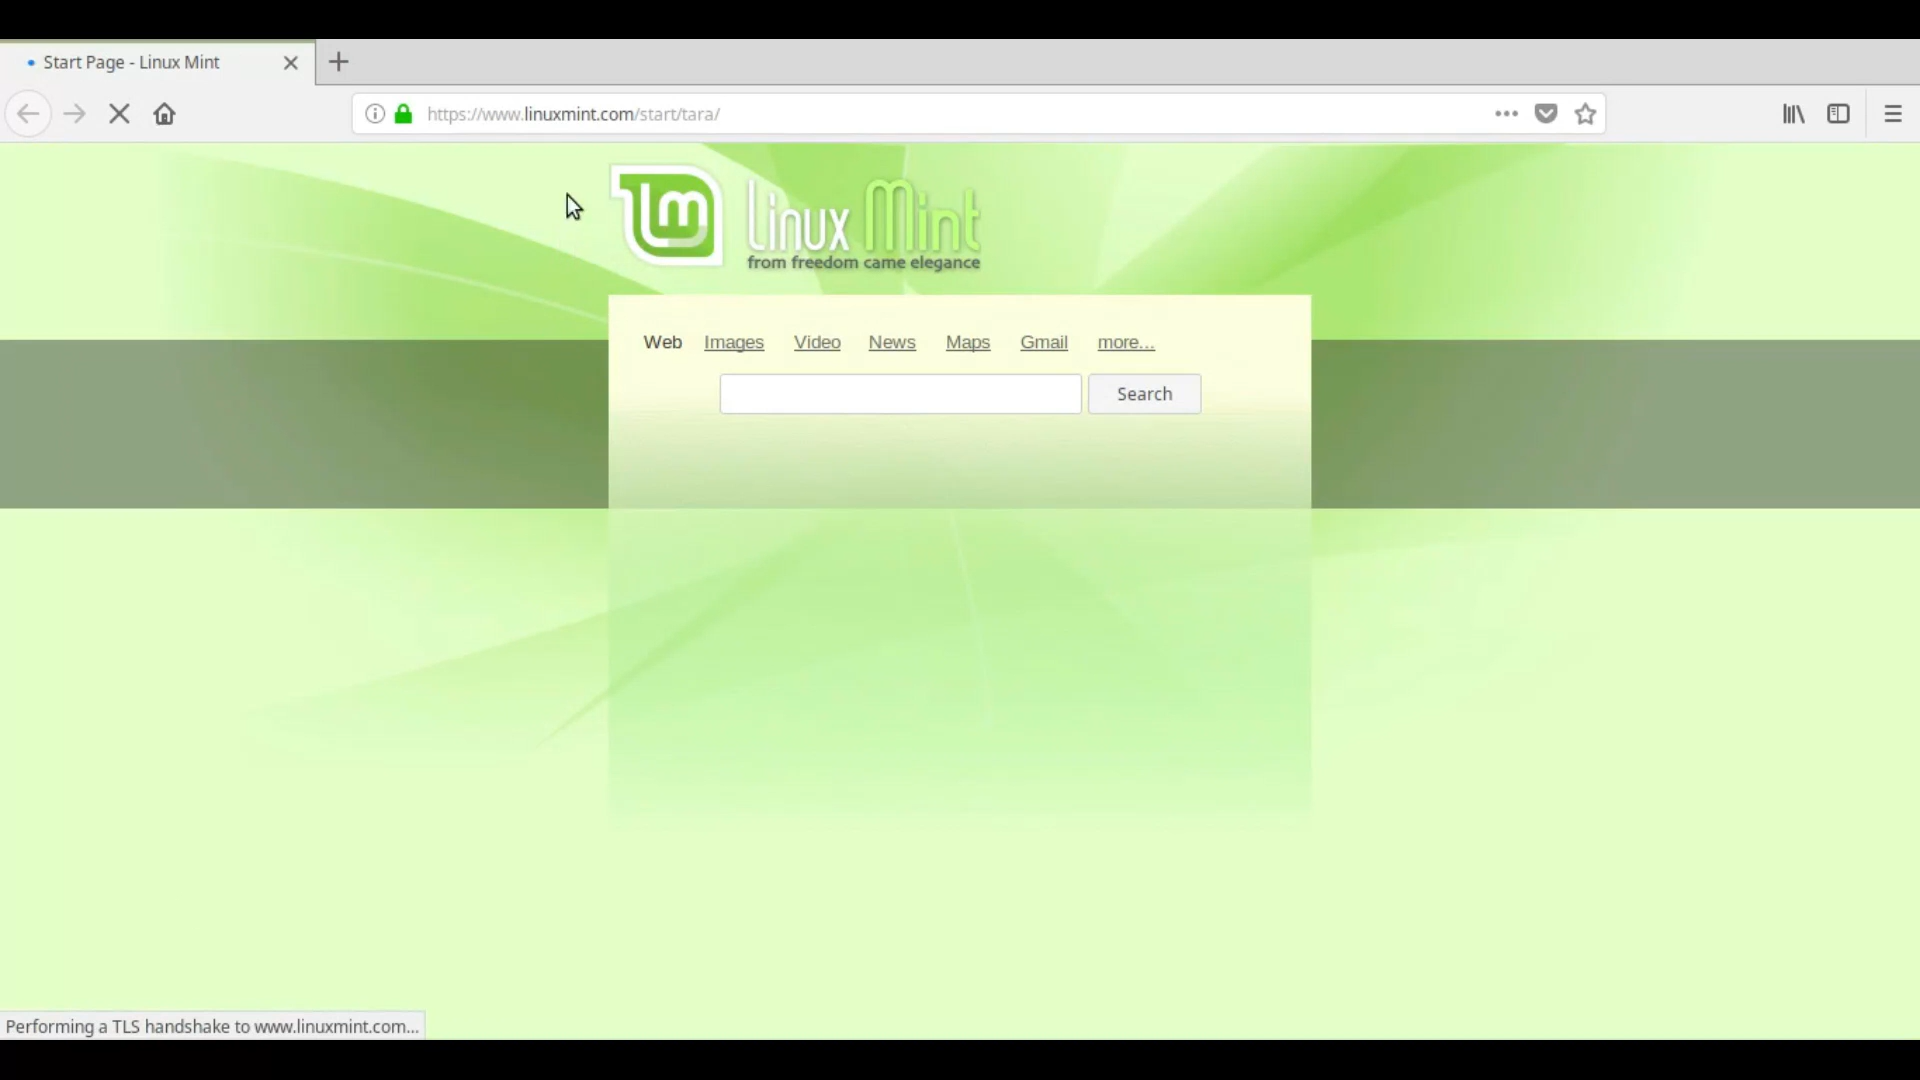 Start Page - Linux Mint
https://www.linuxmint.com/start/tara/
lm Linux Mint
from freedom came elegance
Web Images Video News Maps Gmail more...
Search
Performing a TLS handshake to www.linuxmint.com...